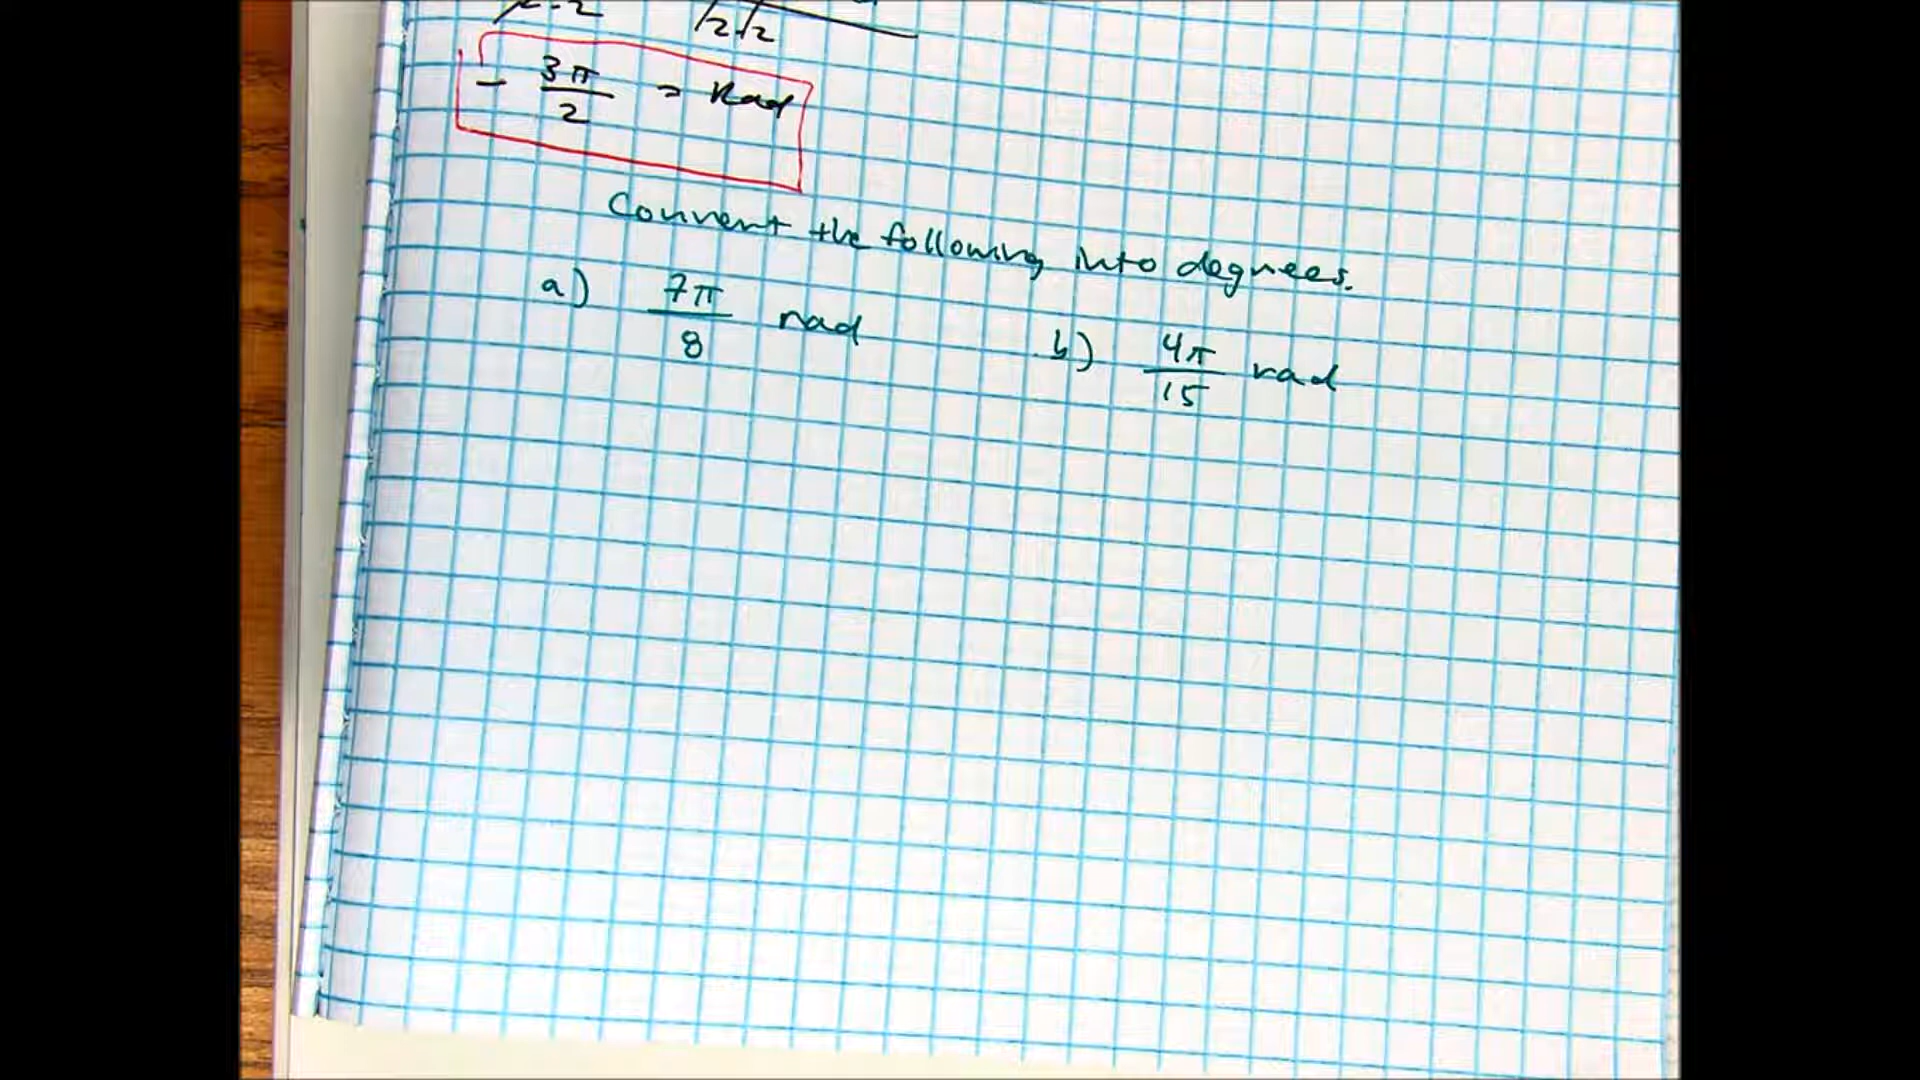 - 3π/2 = Rad
Convert the following into degrees.
a) 7π/8 rad b) 4π/15 rad